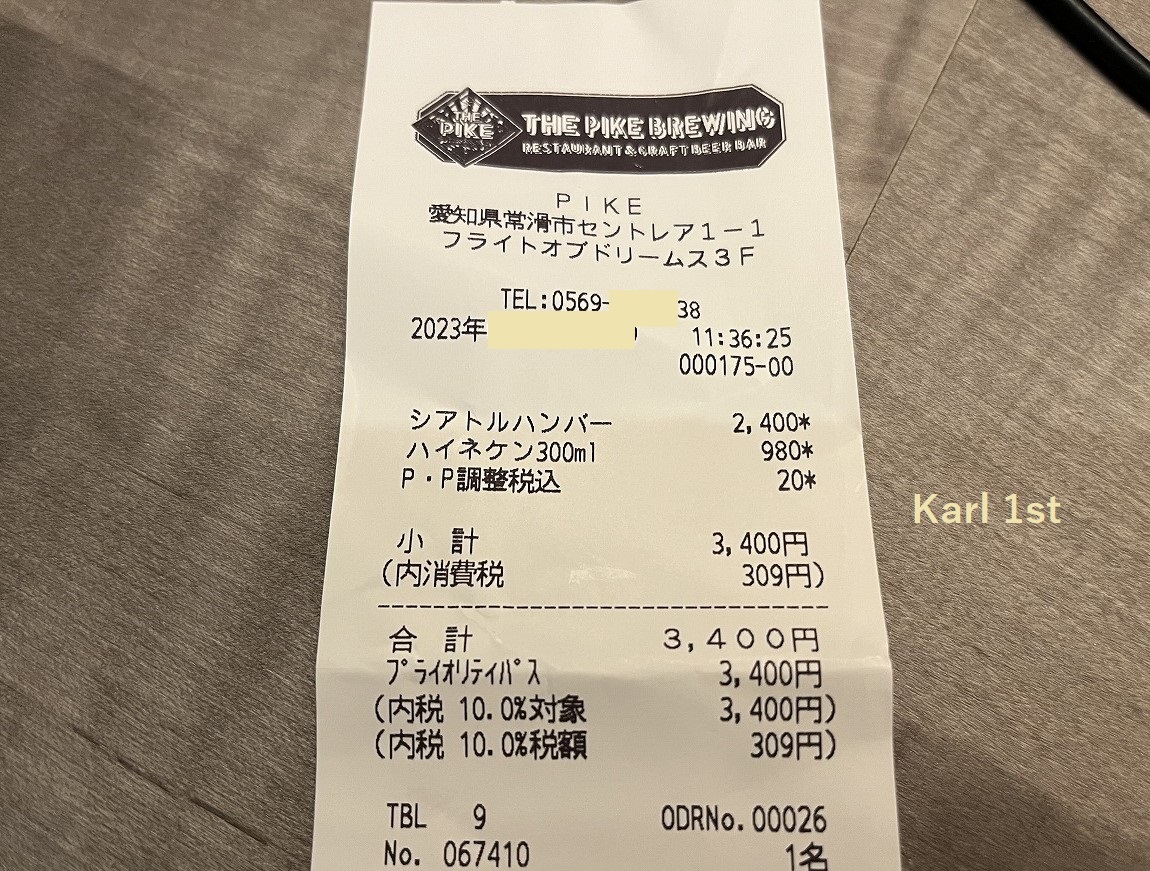 THE PIKE
THE PIKE BREWING
RESTAURANT & CRAFT BEER BAR
PIKE
愛知県常滑市セントレア1-1
フライトオブドリームス3F
TEL:0569- 38
2023年 11:36:25
000175-00
シアトルハンバー 2,400*
ハイネケン300ml 980*
P・P調整税込 20*
小 計 3,400円
(内消費税 309円)
合 計 3,400円
プライオリティパス 3,400円
(内税 10.0%対象 3,400円)
(内税 10.0%税額 309円)
TBL 9 ODRNo.00026
No. 067410 1名
Karl 1st